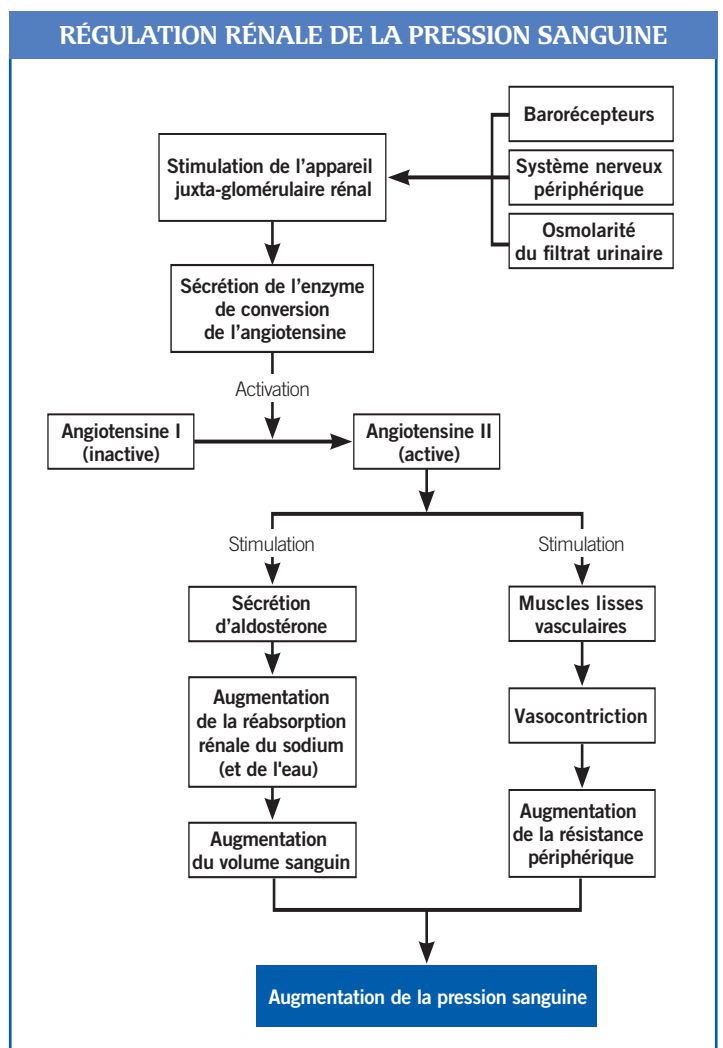 RÉGULATION RÉNALE DE LA PRESSION SANGUINE
Barorécepteurs
Stimulation de l’appareil
juxta-glomérulaire rénal
Système nerveux
périphérique
Osmolarité
du filtrat urinaire
Sécrétion de l’enzyme
de conversion
de l’angiotensine
Activation
Angiotensine I
(inactive)
Angiotensine II
(active)
Stimulation
Stimulation
Sécrétion
d’aldostérone
Muscles lisses
vasculaires
Augmentation
de la réabsorption
rénale du sodium
(et de l'eau)
Vasocontriction
Augmentation
du volume sanguin
Augmentation
de la résistance
périphérique
Augmentation de la pression sanguine